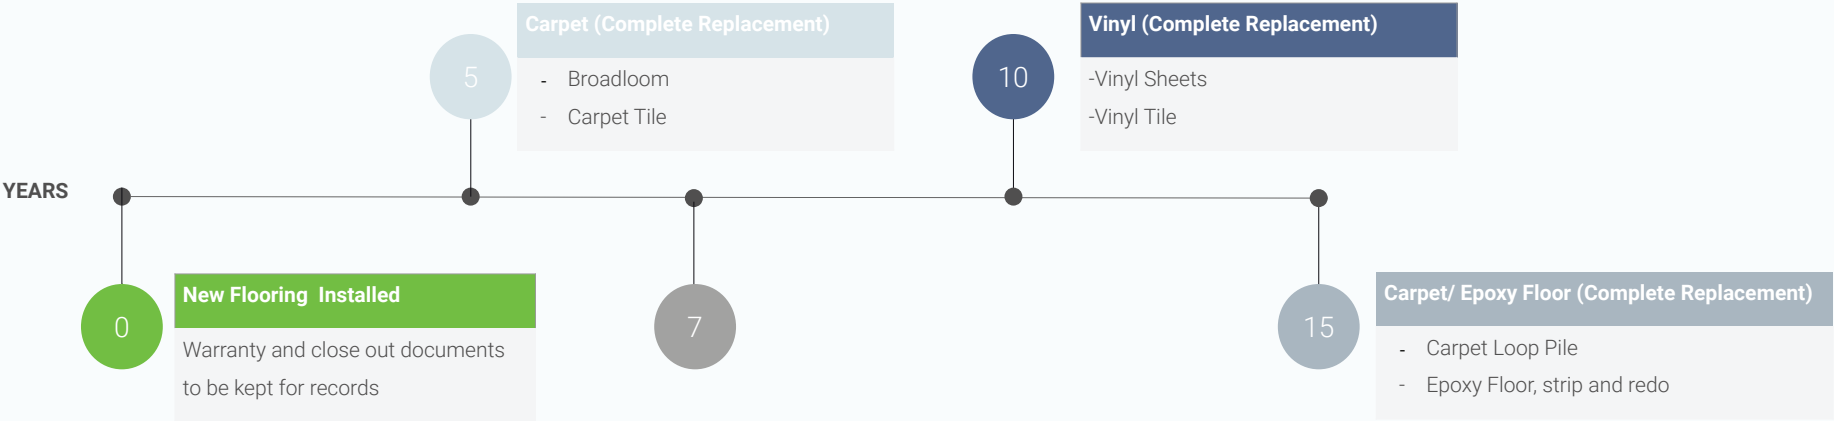 Carpet (Complete Replacement)
5
- Broadloom
- Carpet Tile
Vinyl (Complete Replacement)
10
-Vinyl Sheets
-Vinyl Tile
YEARS
New Flooring  Installed
0
Warranty and close out documents
to be kept for records
7
Carpet/ Epoxy Floor (Complete Replacement)
15
- Carpet Loop Pile
- Epoxy Floor, strip and redo